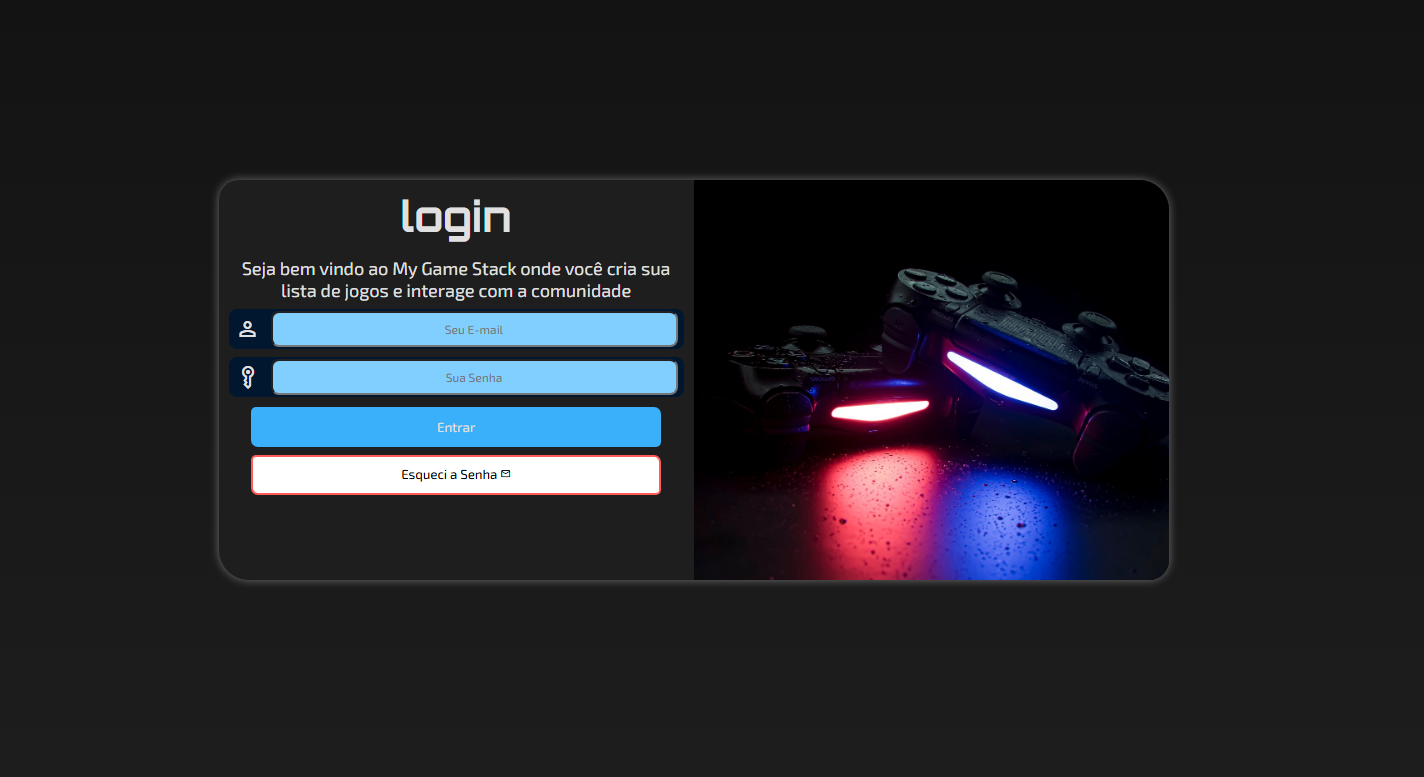 login
Seja bem vindo ao My Game Stack onde você cria sua
lista de jogos e interage com a comunidade
Seu E-mail
Sua Senha
Entrar
Esqueci a Senha